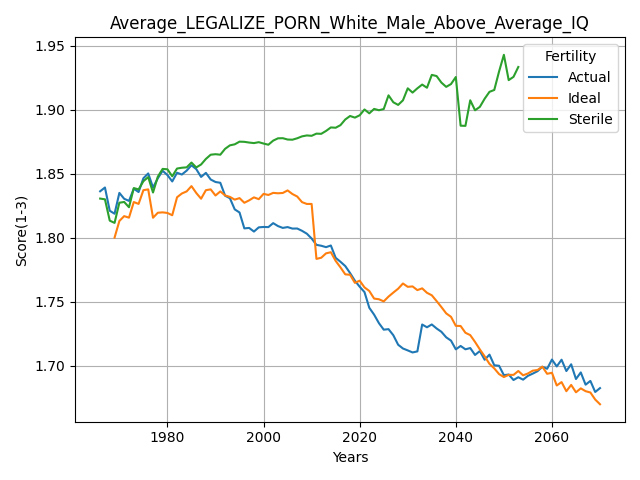 Average_LEGALIZE_PORN_White_Male_Above_Average_IQ
Fertility
Actual
Ideal
Sterile
Score(1-3)
1.95
1.90
1.85
1.80
1.75
1.70
1980
2000
2020
2040
2060
Years